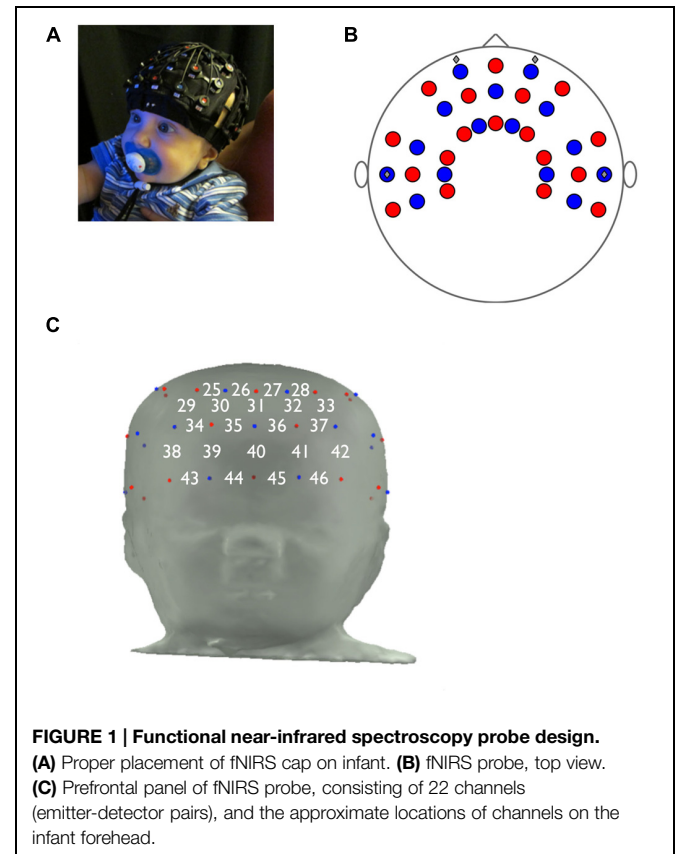 A
B
C
25 26 27 28
29 30 31 32 33
34 35 36 37
38 39 40 41 42
43 44 45 46
FIGURE 1 | Functional near-infrared spectroscopy probe design.
(A) Proper placement of fNIRS cap on infant. (B) fNIRS probe, top view.
(C) Prefrontal panel of fNIRS probe, consisting of 22 channels
(emitter-detector pairs), and the approximate locations of channels on the
infant forehead.